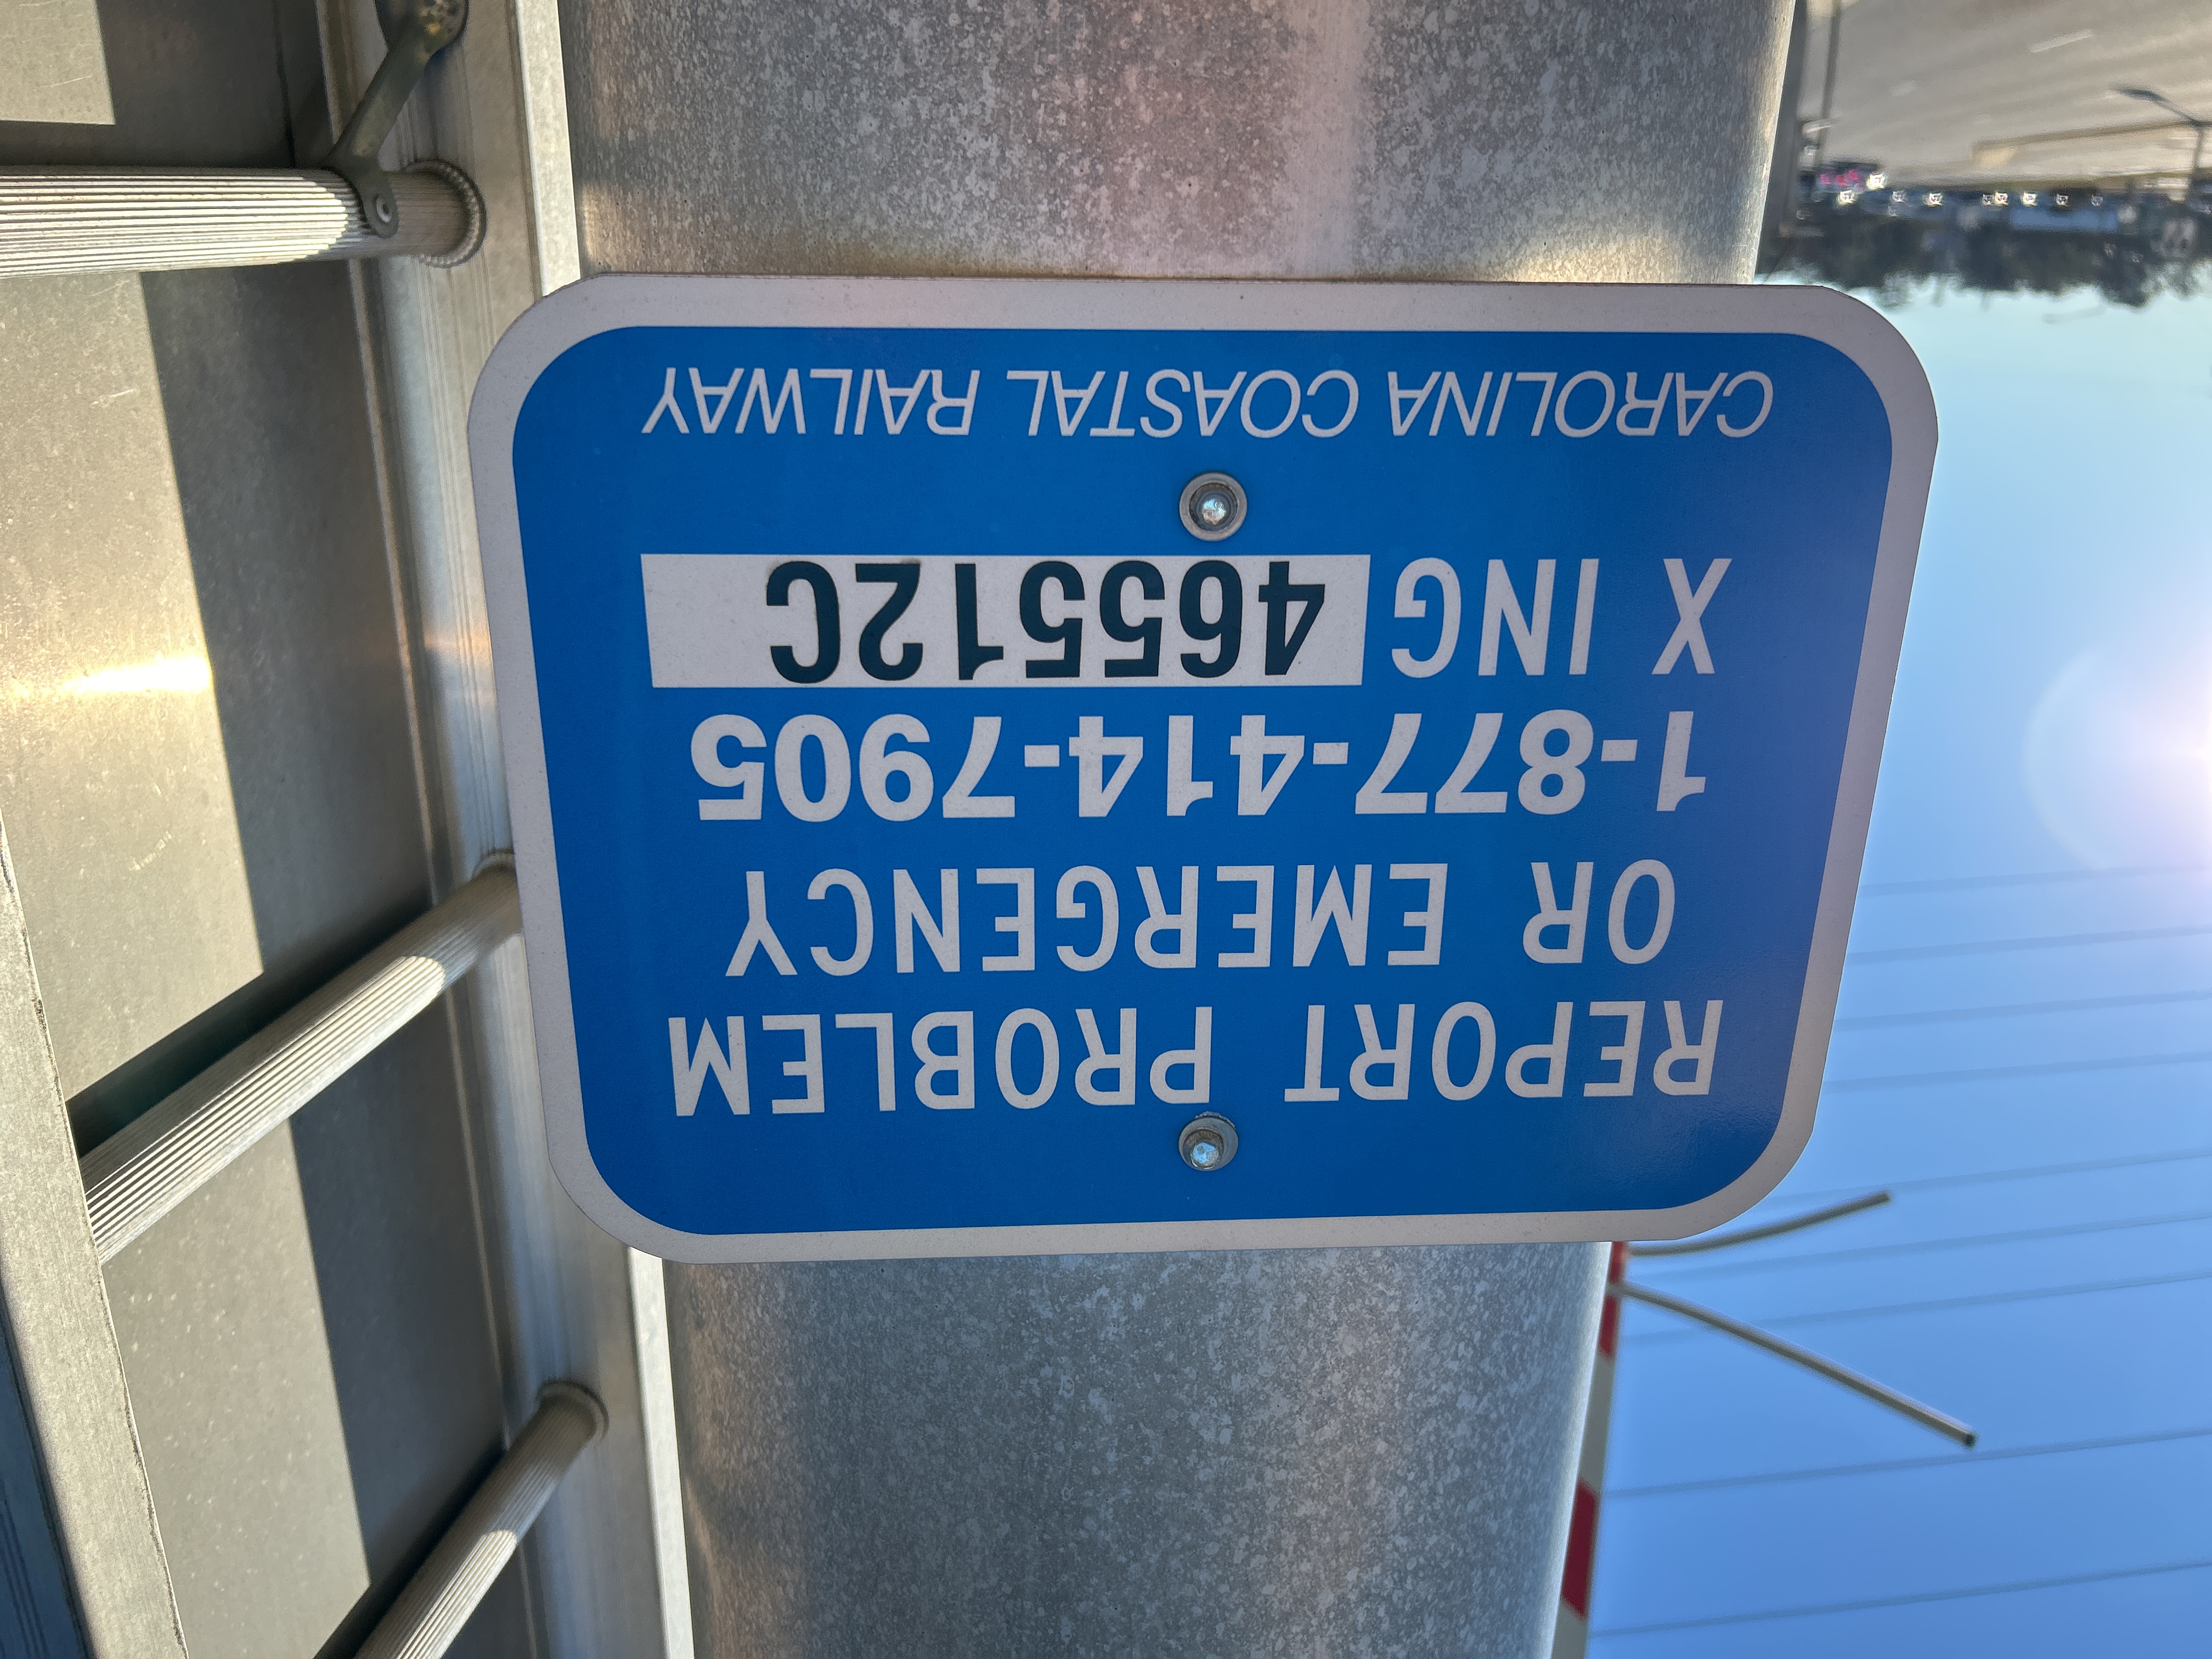 REPORT PROBLEM
OR EMERGENCY
1-877-414-7905
X ING 465512C
CAROLINA COASTAL RAILWAY